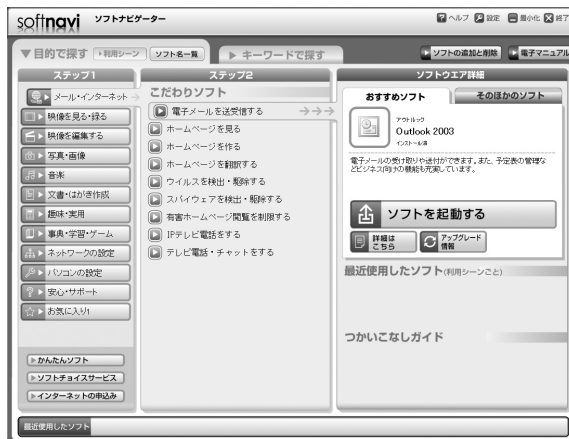 softnavi ソフトナビゲーター
ヘルプ 設定 最小化 終了
▼目的で探す ▶利用シーン ソフト名一覧 ▶ キーワードで探す
ソフトの追加と削除 電子マニュアル
ステップ1
メール・インターネット
映像を見る・録る
映像を編集する
写真・画像
音楽
文書・はがき作成
趣味・実用
事典・学習・ゲーム
ネットワークの設定
パソコンの設定
安心・サポート
お気に入り1
かんたんソフト
ソフトチョイスサービス
インターネットの申込み
ステップ2
こだわりソフト
電子メールを送受信する
ホームページを見る
ホームページを作る
ホームページを翻訳する
ウイルスを検出・駆除する
スパイウェアを検出・駆除する
有害ホームページ閲覧を制限する
IPテレビ電話をする
テレビ電話・チャットをする
ソフトウエア詳細
おすすめソフト そのほかのソフト
アウトルック
Outlook 2003
インストール済
電子メールの受け取りや送付ができます。また、予定表の管理な
どビジネス向けの機能も充実しています。
ソフトを起動する
詳細は
こちら
アップグレード
情報
最近使用したソフト(利用シーンごと)
つかいこなしガイド
最近使用したソフト